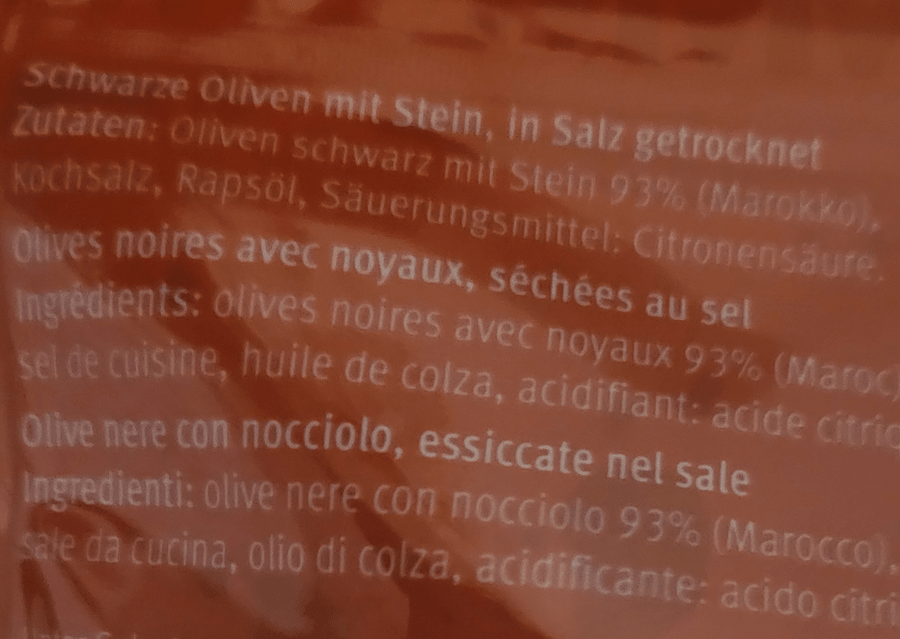 Schwarze Oliven mit Stein, in Salz getrocknet
Zutaten: Oliven schwarz mit Stein 93% (Marokko),
Kochsalz, Rapsöl, Säuerungsmittel: Citronensäure.
Olives noires avec noyaux, séchées au sel
Ingrédients: olives noires avec noyaux 93% (Maroc)
sel de cuisine, huile de colza, acidifiant: acide citric
Olive nere con nocciolo, essiccate nel sale
Ingredienti: olive nere con nocciolo 93% (Marocco),
sale da cucina, olio di colza, acidificante: acido citri